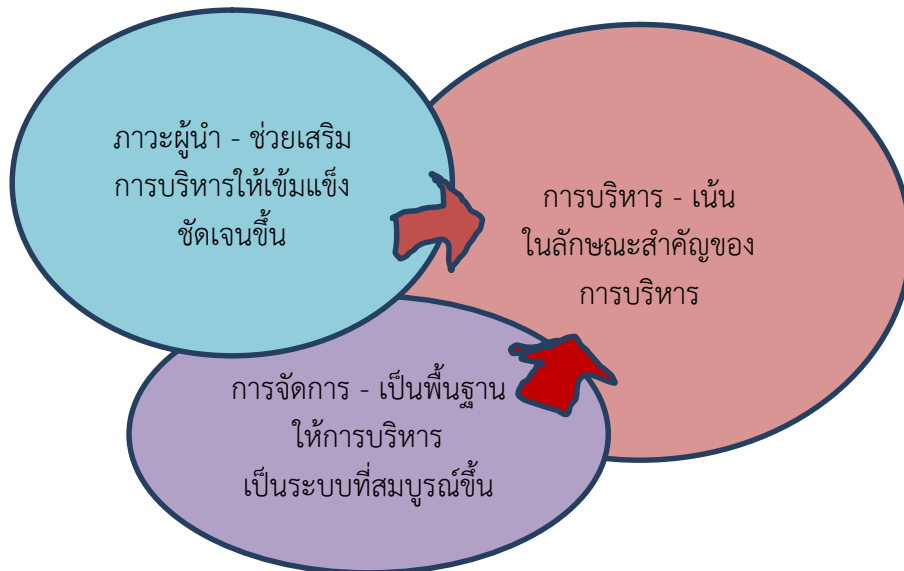 ภาวะผู้นำ - ช่วยเสริม
การบริหารให้เข้มแข็ง
ชัดเจนขึ้น
การบริหาร - เน้น
ในลักษณะสำคัญของ
การบริหาร
การจัดการ - เป็นพื้นฐาน
ให้การบริหาร
เป็นระบบที่สมบูรณ์ขึ้น